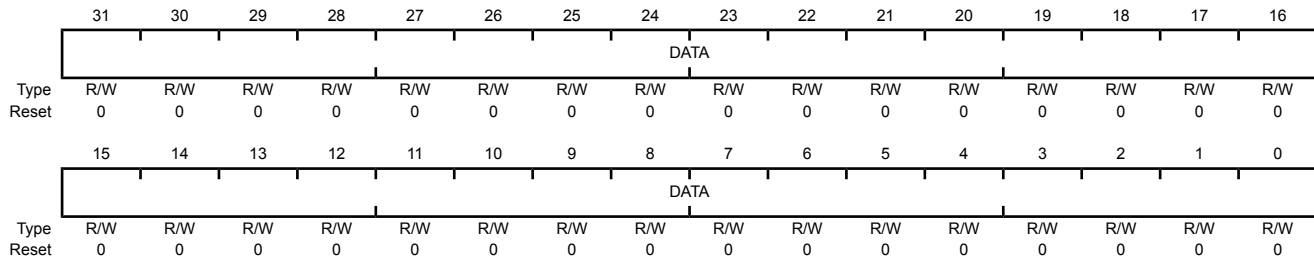 31 30 29 28 27 26 25 24 23 22 21 20 19 18 17 16
DATA
Type R/W R/W R/W R/W R/W R/W R/W R/W R/W R/W R/W R/W R/W R/W R/W R/W
Reset 0 0 0 0 0 0 0 0 0 0 0 0 0 0 0 0
15 14 13 12 11 10 9 8 7 6 5 4 3 2 1 0
DATA
Type R/W R/W R/W R/W R/W R/W R/W R/W R/W R/W R/W R/W R/W R/W R/W R/W
Reset 0 0 0 0 0 0 0 0 0 0 0 0 0 0 0 0